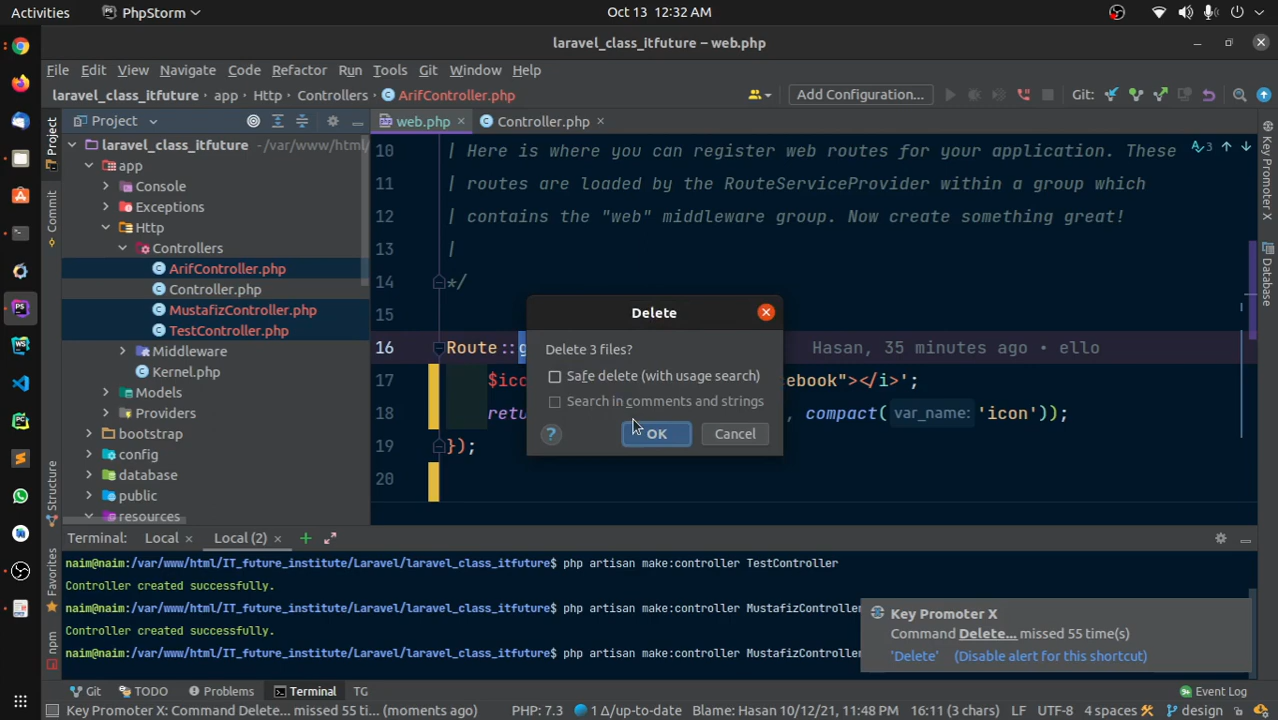 Activities
PhpStorm
Oct 13 12:32 AM
laravel_class_itfuture – web.php
File Edit View Navigate Code Refactor Run Tools Git Window Help
laravel_class_itfuture › app › Http › Controllers › ArifController.php
Add Configuration...
Git:
Project
web.php
Controller.php
laravel_class_itfuture ~/var/www/html/
app
Console
Exceptions
Http
Controllers
ArifController.php
Controller.php
MustafizController.php
TestController.php
Middleware
Kernel.php
Models
Providers
bootstrap
config
database
public
resources
Project
Commit
Structure
Favorites
npm
10 | Here is where you can register web routes for your application. These
11 | routes are loaded by the RouteServiceProvider within a group which
12 | contains the "web" middleware group. Now create something great!
13 |
14 */
15
16 Route::g Hasan, 35 minutes ago • ello
17 $ic ebook"></i>';
18 retu , compact( var_name: 'icon'));
19 });
20
3
Key Promoter X
Database
Delete
Delete 3 files?
Safe delete (with usage search)
Search in comments and strings
?
OK
Cancel
Terminal: Local × Local (2) × +
naim@naim:/var/www/html/IT_future_institute/Laravel/laravel_class_itfuture$ php artisan make:controller TestController
Controller created successfully.
naim@naim:/var/www/html/IT_future_institute/Laravel/laravel_class_itfuture$ php artisan make:controller MustafizController
Controller created successfully.
naim@naim:/var/www/html/IT_future_institute/Laravel/laravel_class_itfuture$ php artisan make:controller MustafizController
Key Promoter X
Command Delete... missed 55 time(s)
'Delete' (Disable alert for this shortcut)
Git TODO Problems Terminal TG
Event Log
Key Promoter X: Command Delete... missed 55 time(s) (moments ago)
PHP: 7.3
1 Δ/up-to-date
Blame: Hasan 10/12/21, 11:48 PM
16:11 (3 chars)
LF
UTF-8
4 spaces
design